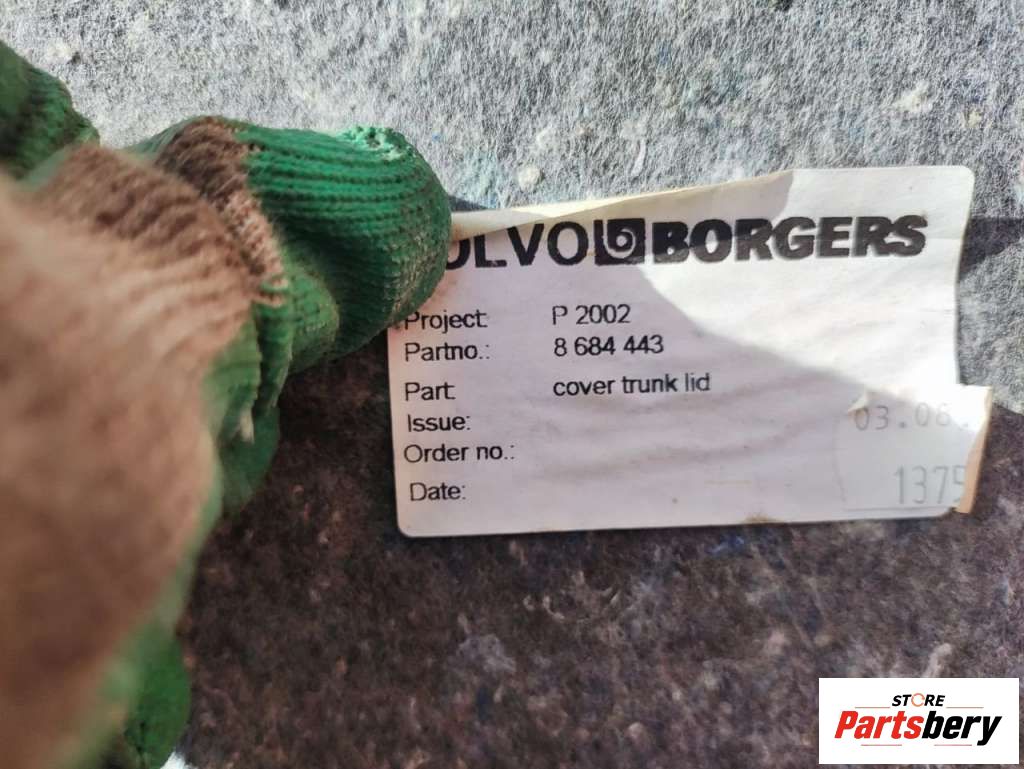 VOLVO BORGERS
Project: P 2002
Partno.: 8 684 443
Part: cover trunk lid
Issue:
03.06.
Order no.:
Date:
1375
STORE
Partsbery